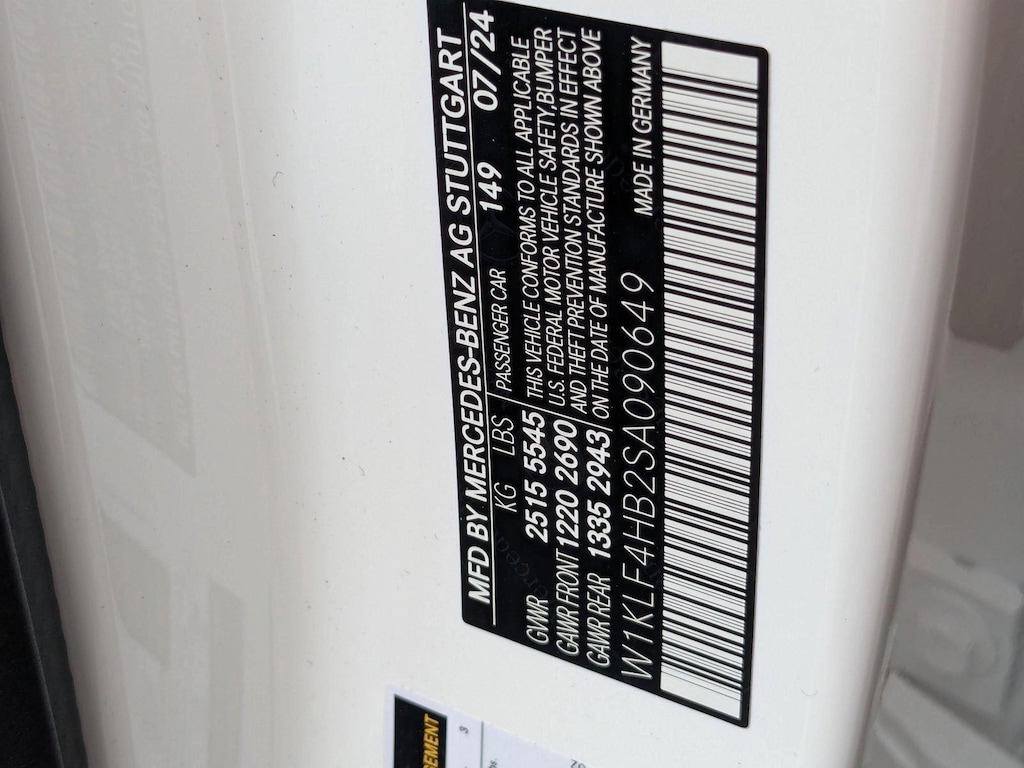 MFD BY MERCEDES-BENZ AG STUTTGART
KG LBS PASSENGER CAR 149 07/24
GVWR 2515 5545 THIS VEHICLE CONFORMS TO ALL APPLICABLE
GAWR FRONT 1220 2690 U.S. FEDERAL MOTOR VEHICLE SAFETY, BUMPER
GAWR REAR 1335 2943 AND THEFT PREVENTION STANDARDS IN EFFECT
ON THE DATE OF MANUFACTURE SHOWN ABOVE
W1KLF4HB2SA090649 MADE IN GERMANY